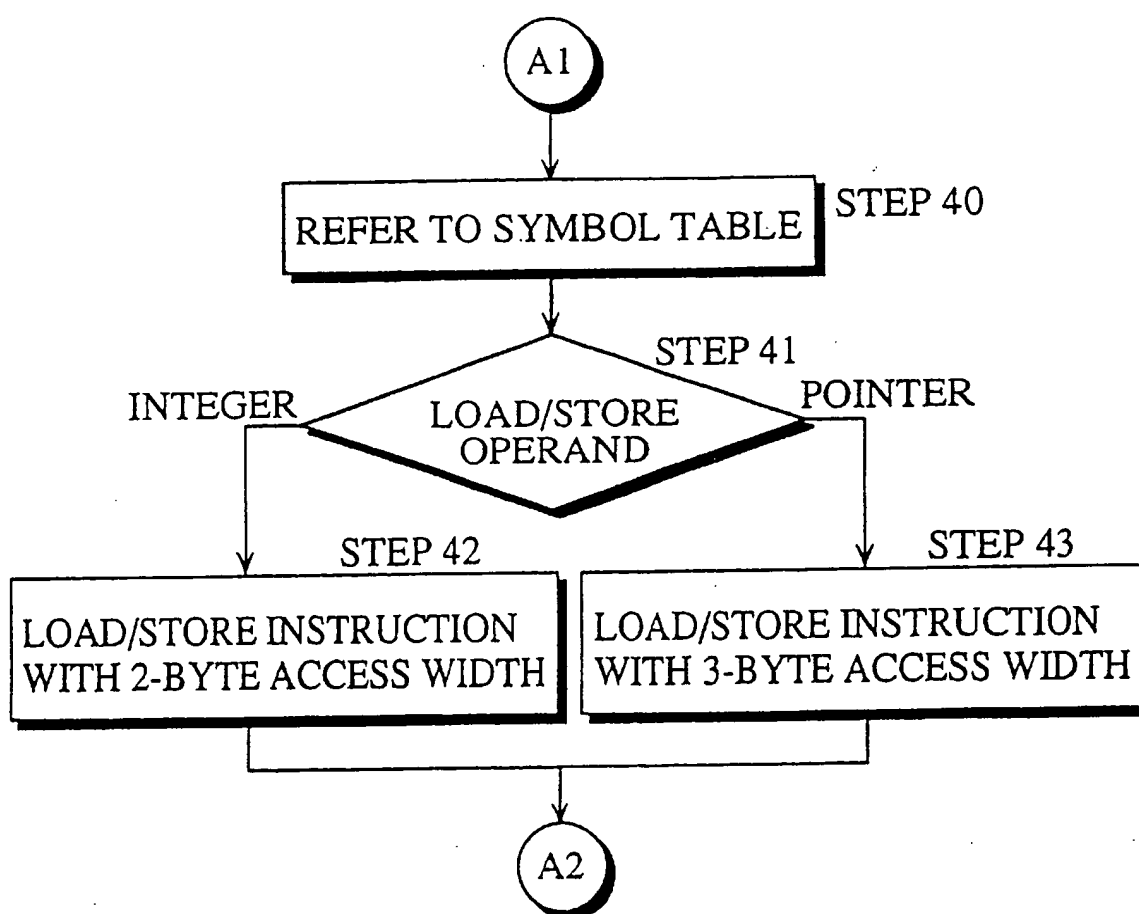 A1
REFER TO SYMBOL TABLE
STEP 40
STEP 41
INTEGER
LOAD/STORE
OPERAND
POINTER
STEP 42
LOAD/STORE INSTRUCTION
WITH 2-BYTE ACCESS WIDTH
STEP 43
LOAD/STORE INSTRUCTION
WITH 3-BYTE ACCESS WIDTH
A2